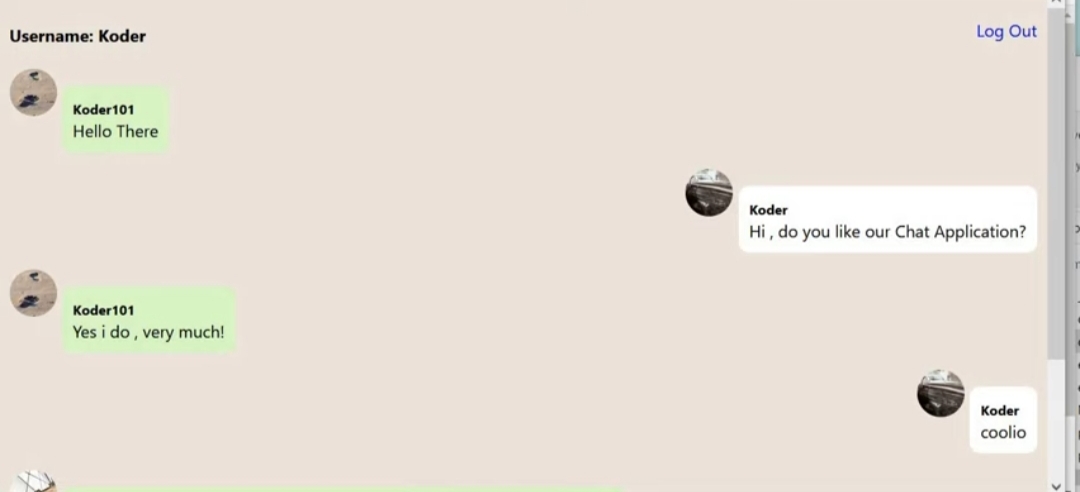 Username: Koder
Log Out
Koder101
Hello There
Koder
Hi , do you like our Chat Application?
Koder101
Yes i do , very much!
Koder
coolio